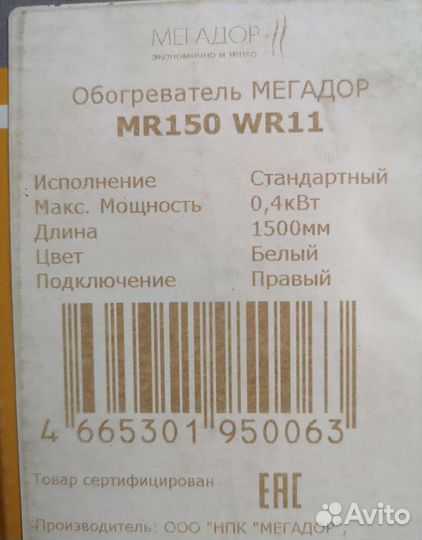 МЕГАДОР
экономично и тепло
Обогреватель МЕГАДОР
MR150 WR11
Исполнение Стандартный
Макс. Мощность 0,4кВт
Длина 1500мм
Цвет Белый
Подключение Правый
4 665301 950063
Товар сертифицирован EAC
Производитель: ООО "НПК "МЕГАДОР"
Avito